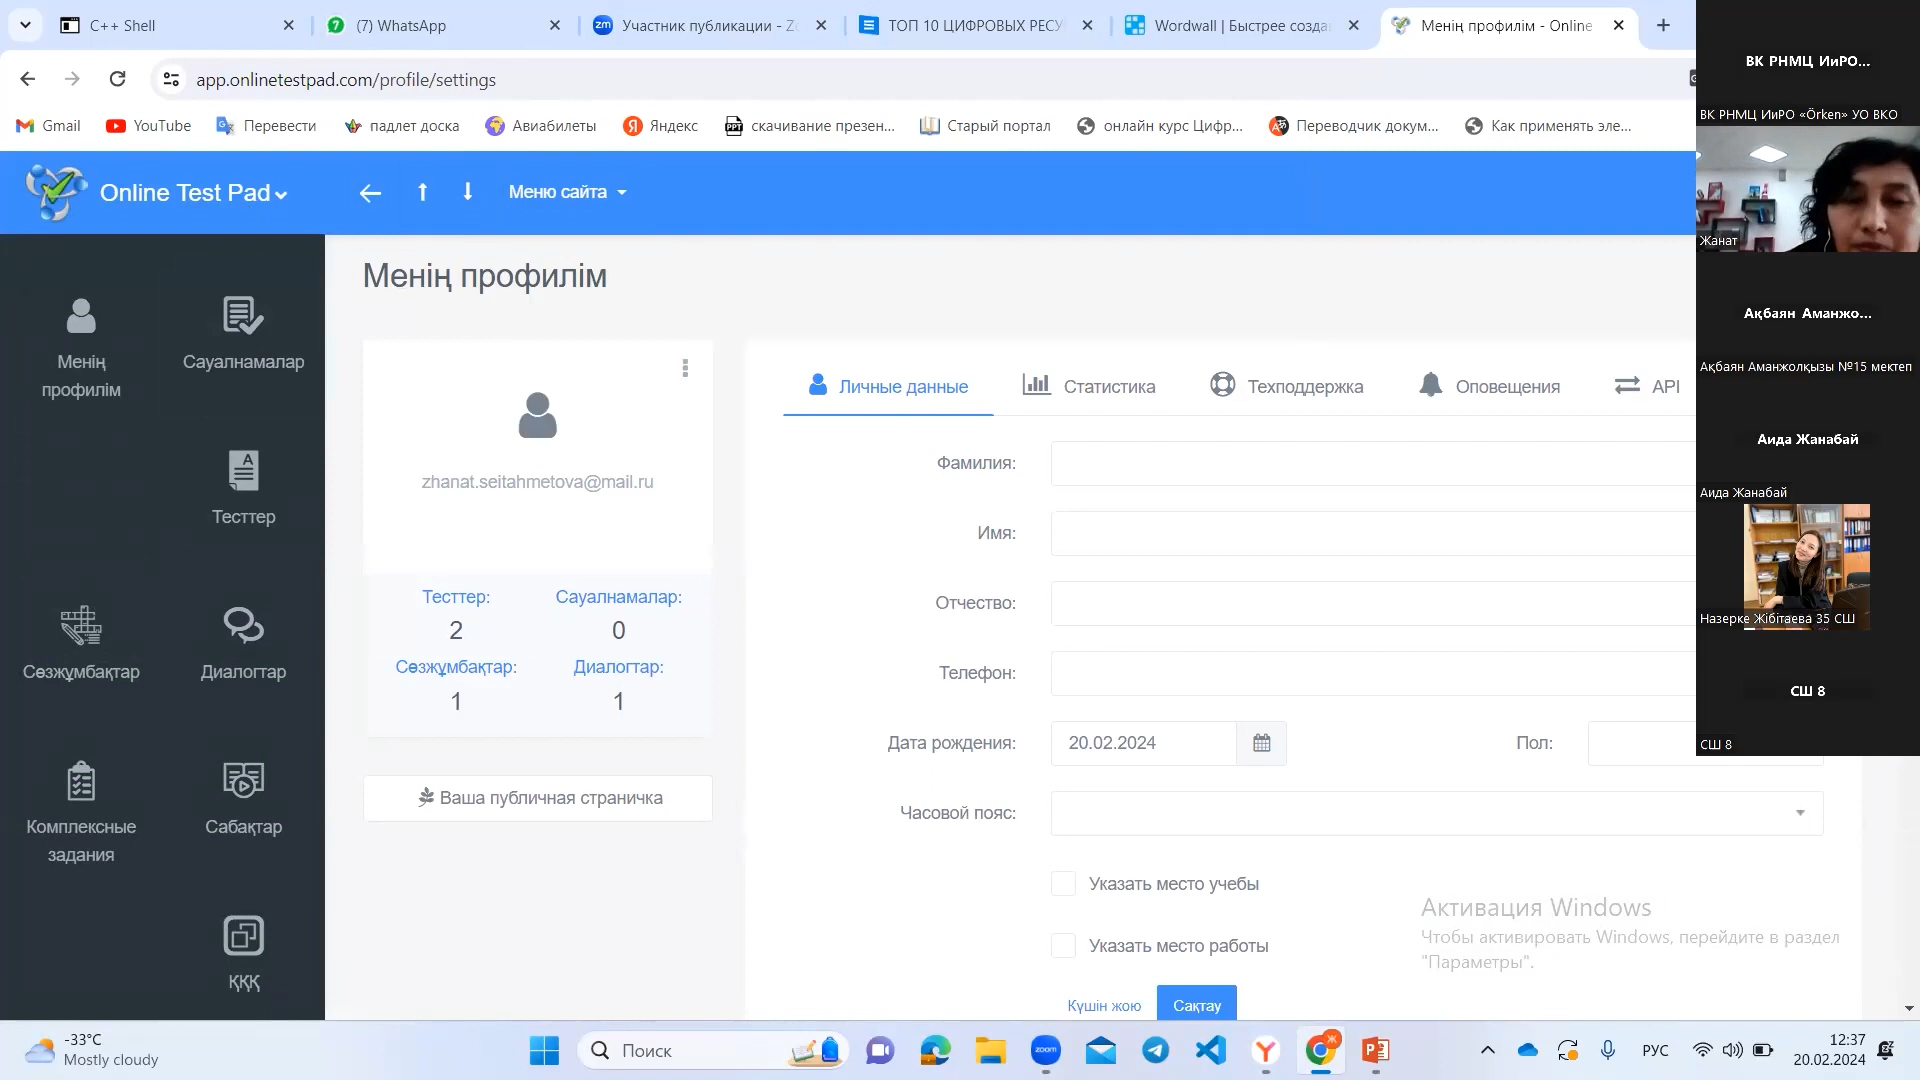 C++ Shell
(7) WhatsApp
Участник публикации - Zo
ТОП 10 ЦИФРОВЫХ РЕСУ
Wordwall | Быстрее созда
Менің профилім - Online
app.onlinetestpad.com/profile/settings
Gmail
YouTube
Перевести
падлет доска
Авиабилеты
Яндекс
скачивание презен...
Старый портал
онлайн курс Цифр...
Переводчик докум...
Как применять эле...
Online Test Pad
Меню сайта
Менің профилім
Сауалнамалар
Тесттер
Сөзжұмбақтар
Диалогтар
Комплексные задания
Сабақтар
ҚҚҚ
Менің профилім
zhanat.seitahmetova@mail.ru
Тесттер:
Сауалнамалар:
2
0
Сөзжұмбақтар:
Диалогтар:
1
1
Ваша публичная страничка
Личные данные
Статистика
Техподдержка
Оповещения
API
Фамилия:
Имя:
Отчество:
Телефон:
Дата рождения:
20.02.2024
Пол:
Часовой пояс:
Указать место учебы
Указать место работы
Күшін жою
Сақтау
Активация Windows
Чтобы активировать Windows, перейдите в раздел
"Параметры".
ВК РНМЦ ИиРО...
ВК РНМЦ ИиРО «Örken» УО ВКО
Жанат
Ақбаян Аманжо...
Ақбаян Аманжолқызы №15 мектеп
Аида Жанабай
Аида Жанабай
Назерке Жібітаева 35 СШ
СШ 8
СШ 8
-33°C
Mostly cloudy
Поиск
zoom
РУС
12:37
20.02.2024